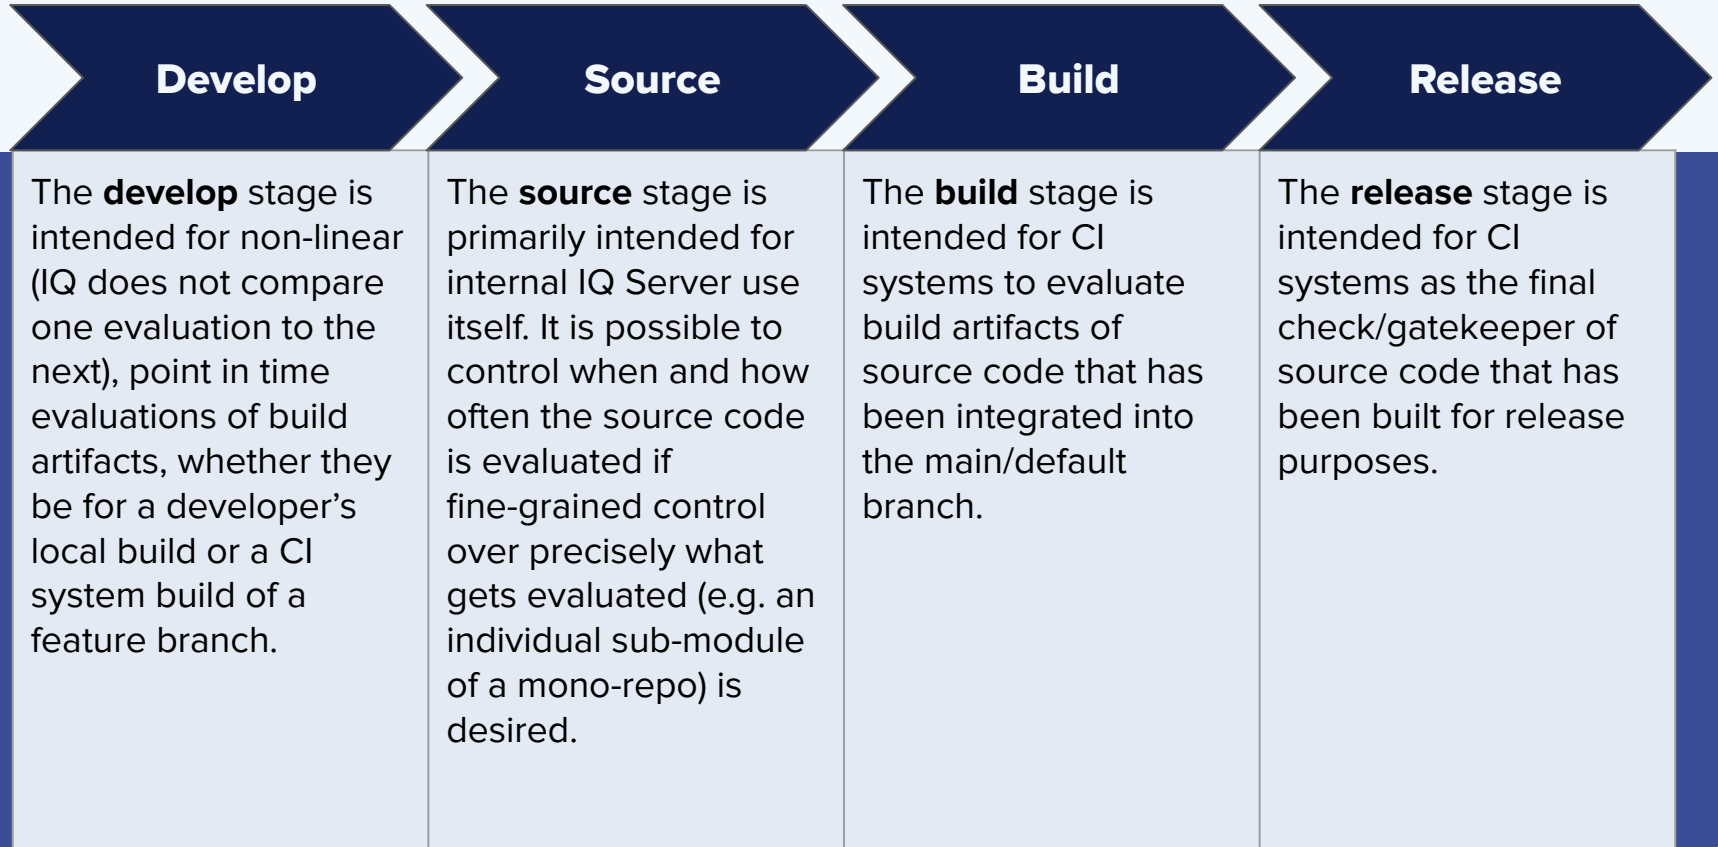 Develop
Source
Build
Release
The develop stage is
intended for non-linear
(IQ does not compare
one evaluation to the
next), point in time
evaluations of build
artifacts, whether they
be for a developer’s
local build or a CI
system build of a
feature branch.
The source stage is
primarily intended for
internal IQ Server use
itself. It is possible to
control when and how
often the source code
is evaluated if
fine-grained control
over precisely what
gets evaluated (e.g. an
individual sub-module
of a mono-repo) is
desired.
The build stage is
intended for CI
systems to evaluate
build artifacts of
source code that has
been integrated into
the main/default
branch.
The release stage is
intended for CI
systems as the final
check/gatekeeper of
source code that has
been built for release
purposes.